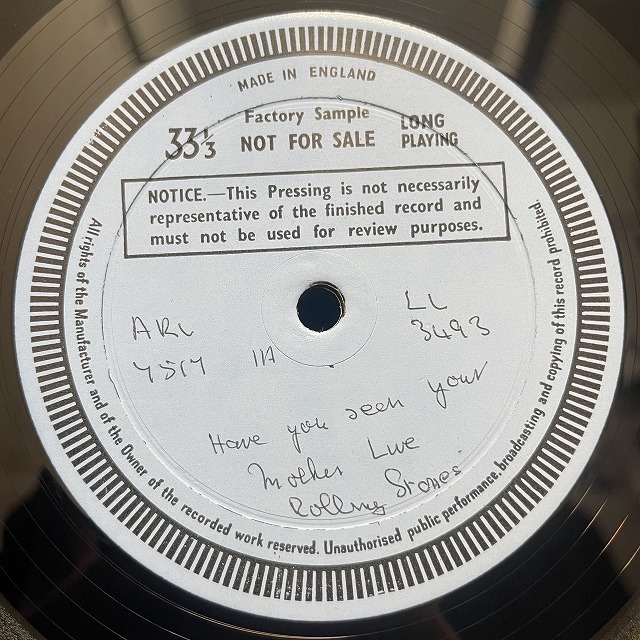 MADE IN ENGLAND
33⅓
Factory Sample
NOT FOR SALE
LONG
PLAYING
NOTICE.—This Pressing is not necessarily
representative of the finished record and
must not be used for review purposes.
ARL
LL
3493
11A
Have you seen your
Mother Live
Rolling Stones
All rights of the Manufacturer and of the Owner of the recorded work reserved. Unauthorised public performance, broadcasting and copying of this record prohibited.